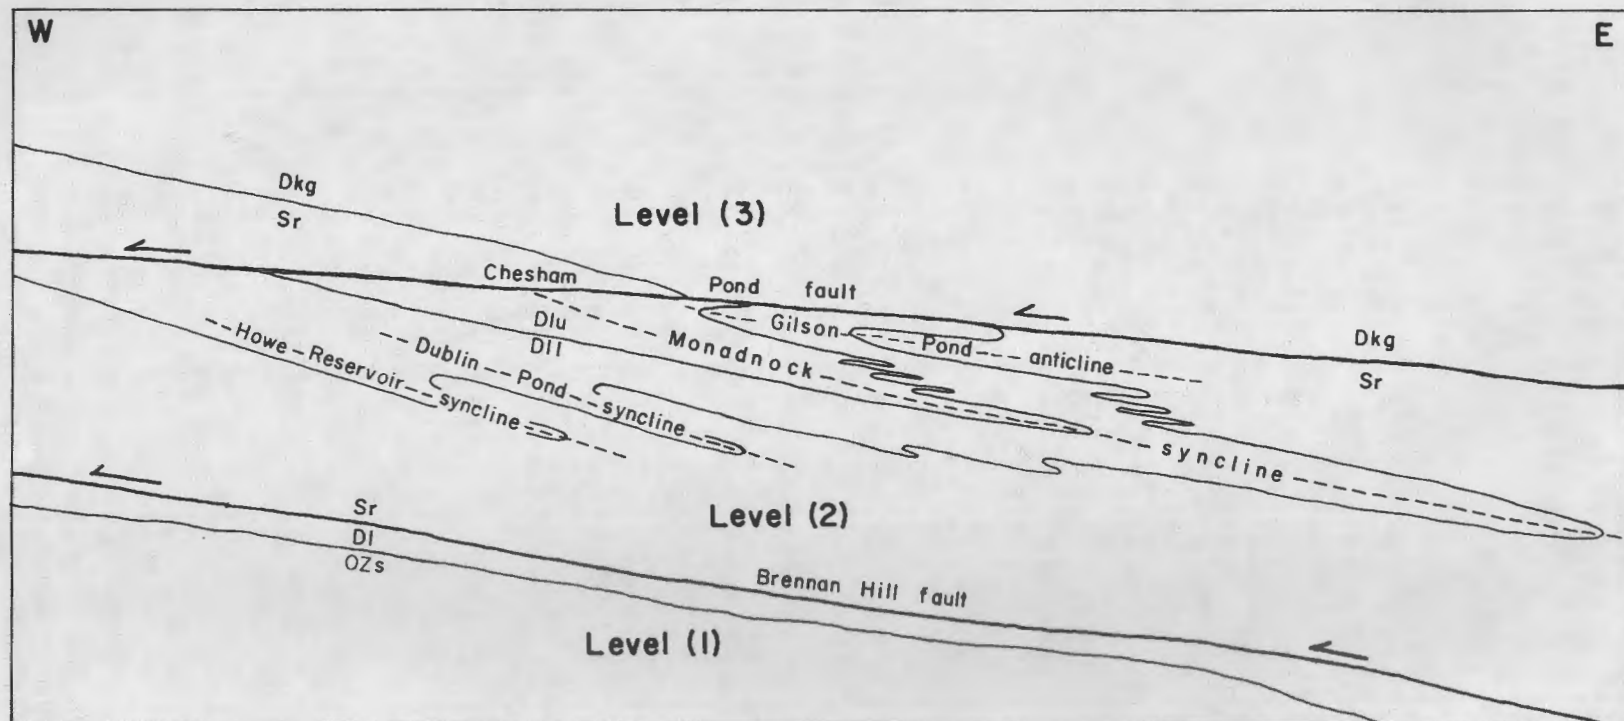 W E
Dkg
Sr
Level (3)
Chesham Pond fault
Dkg
Sr
Gilson Pond anticline
Dlu
Dll
Monadnock syncline
Howe-Reservoir syncline
Dublin Pond syncline
Level (2)
Sr
Dl
OZs
Brennan Hill fault
Level (1)